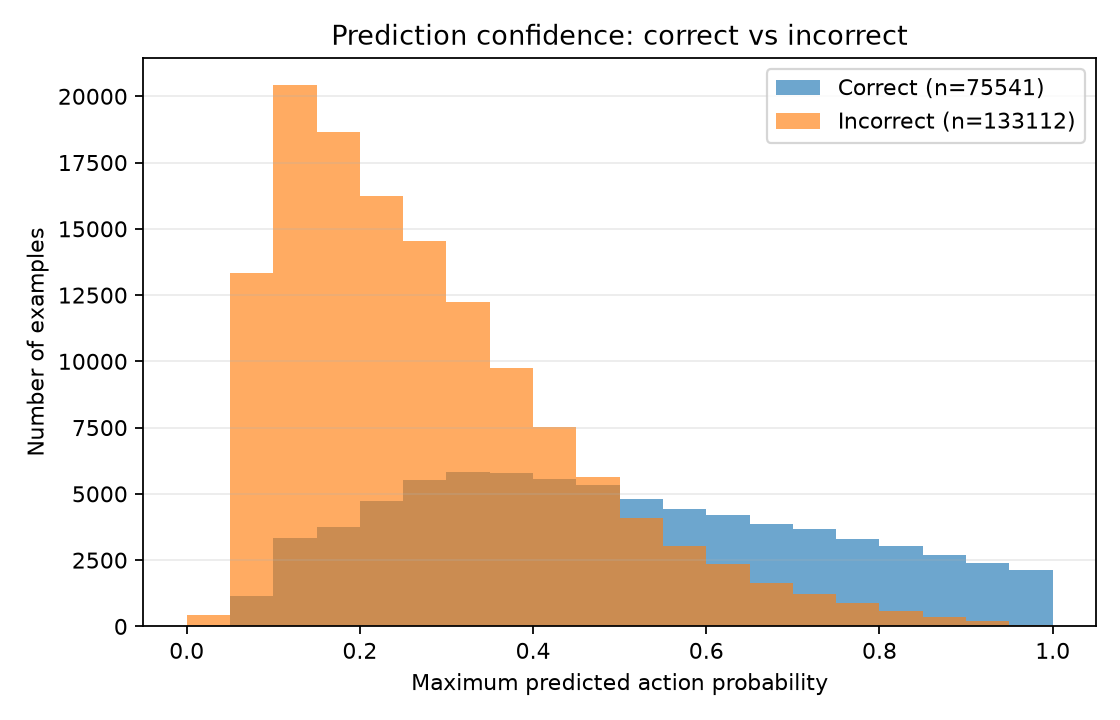 Prediction confidence: correct vs incorrect
Correct (n=75541)
Incorrect (n=133112)
Number of examples
20000
17500
15000
12500
10000
7500
5000
2500
0
0.0 0.2 0.4 0.6 0.8 1.0
Maximum predicted action probability